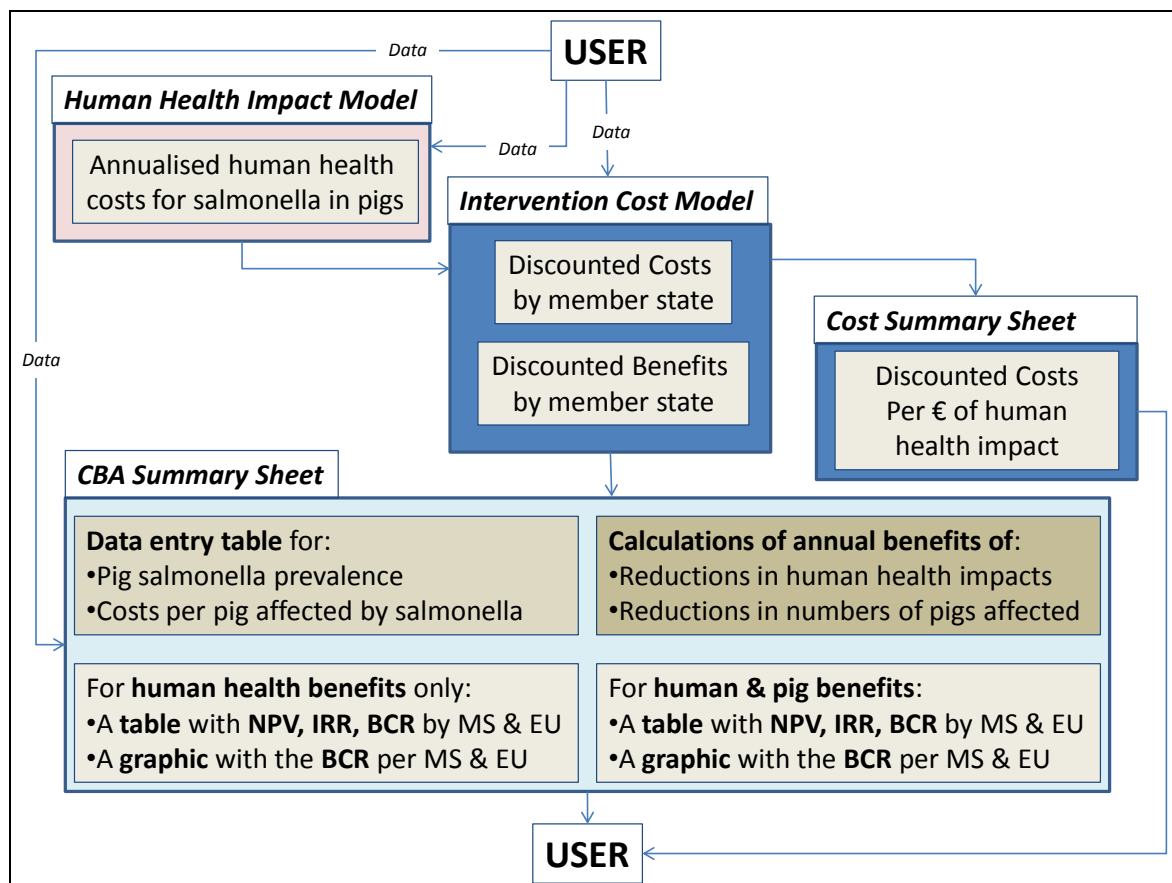 USER
Data
Human Health Impact Model
Data
Data
Annualised human health
costs for salmonella in pigs
Intervention Cost Model
Discounted Costs
by member state
Discounted Benefits
by member state
Cost Summary Sheet
Discounted Costs
Per € of human
health impact
Data
CBA Summary Sheet
Data entry table for:
•Pig salmonella prevalence
•Costs per pig affected by salmonella
Calculations of annual benefits of:
•Reductions in human health impacts
•Reductions in numbers of pigs affected
For human health benefits only:
•A table with NPV, IRR, BCR by MS & EU
•A graphic with the BCR per MS & EU
For human & pig benefits:
•A table with NPV, IRR, BCR by MS & EU
•A graphic with the BCR per MS & EU
USER